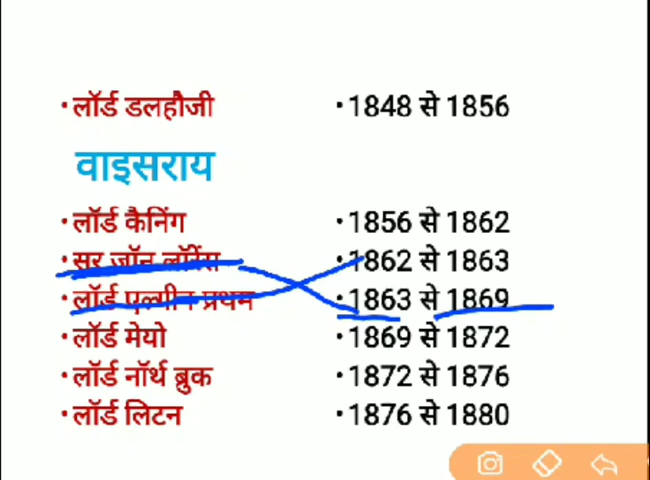 • लॉर्ड डलहौजी • 1848 से 1856
वाइसराय
• लॉर्ड कैनिंग • 1856 से 1862
• सर जॉन लॉरेंस • 1862 से 1863
• लॉर्ड एल्गीन प्रथम • 1863 से 1869
• लॉर्ड मेयो • 1869 से 1872
• लॉर्ड नॉर्थ ब्रुक • 1872 से 1876
• लॉर्ड लिटन • 1876 से 1880